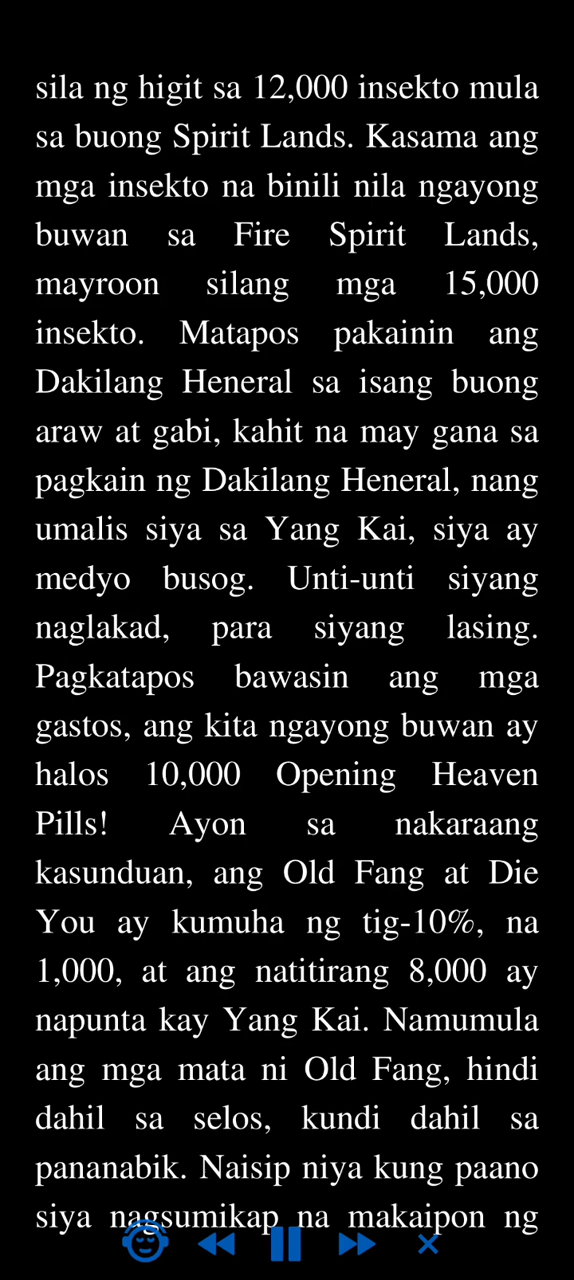 sila ng higit sa 12,000 insekto mula
sa buong Spirit Lands. Kasama ang
mga insekto na binili nila ngayong
buwan sa Fire Spirit Lands,
mayroon silang mga 15,000
insekto. Matapos pakainin ang
Dakilang Heneral sa isang buong
araw at gabi, kahit na may gana sa
pagkain ng Dakilang Heneral, nang
umalis siya sa Yang Kai, siya ay
medyo busog. Unti-unti siyang
naglakad, para siyang lasing.
Pagkatapos bawasin ang mga
gastos, ang kita ngayong buwan ay
halos 10,000 Opening Heaven
Pills! Ayon sa nakaraang
kasunduan, ang Old Fang at Die
You ay kumuha ng tig-10%, na
1,000, at ang natitirang 8,000 ay
napunta kay Yang Kai. Namumula
ang mga mata ni Old Fang, hindi
dahil sa selos, kundi dahil sa
pananabik. Naisip niya kung paano
siya nagsumikap na makaipon ng